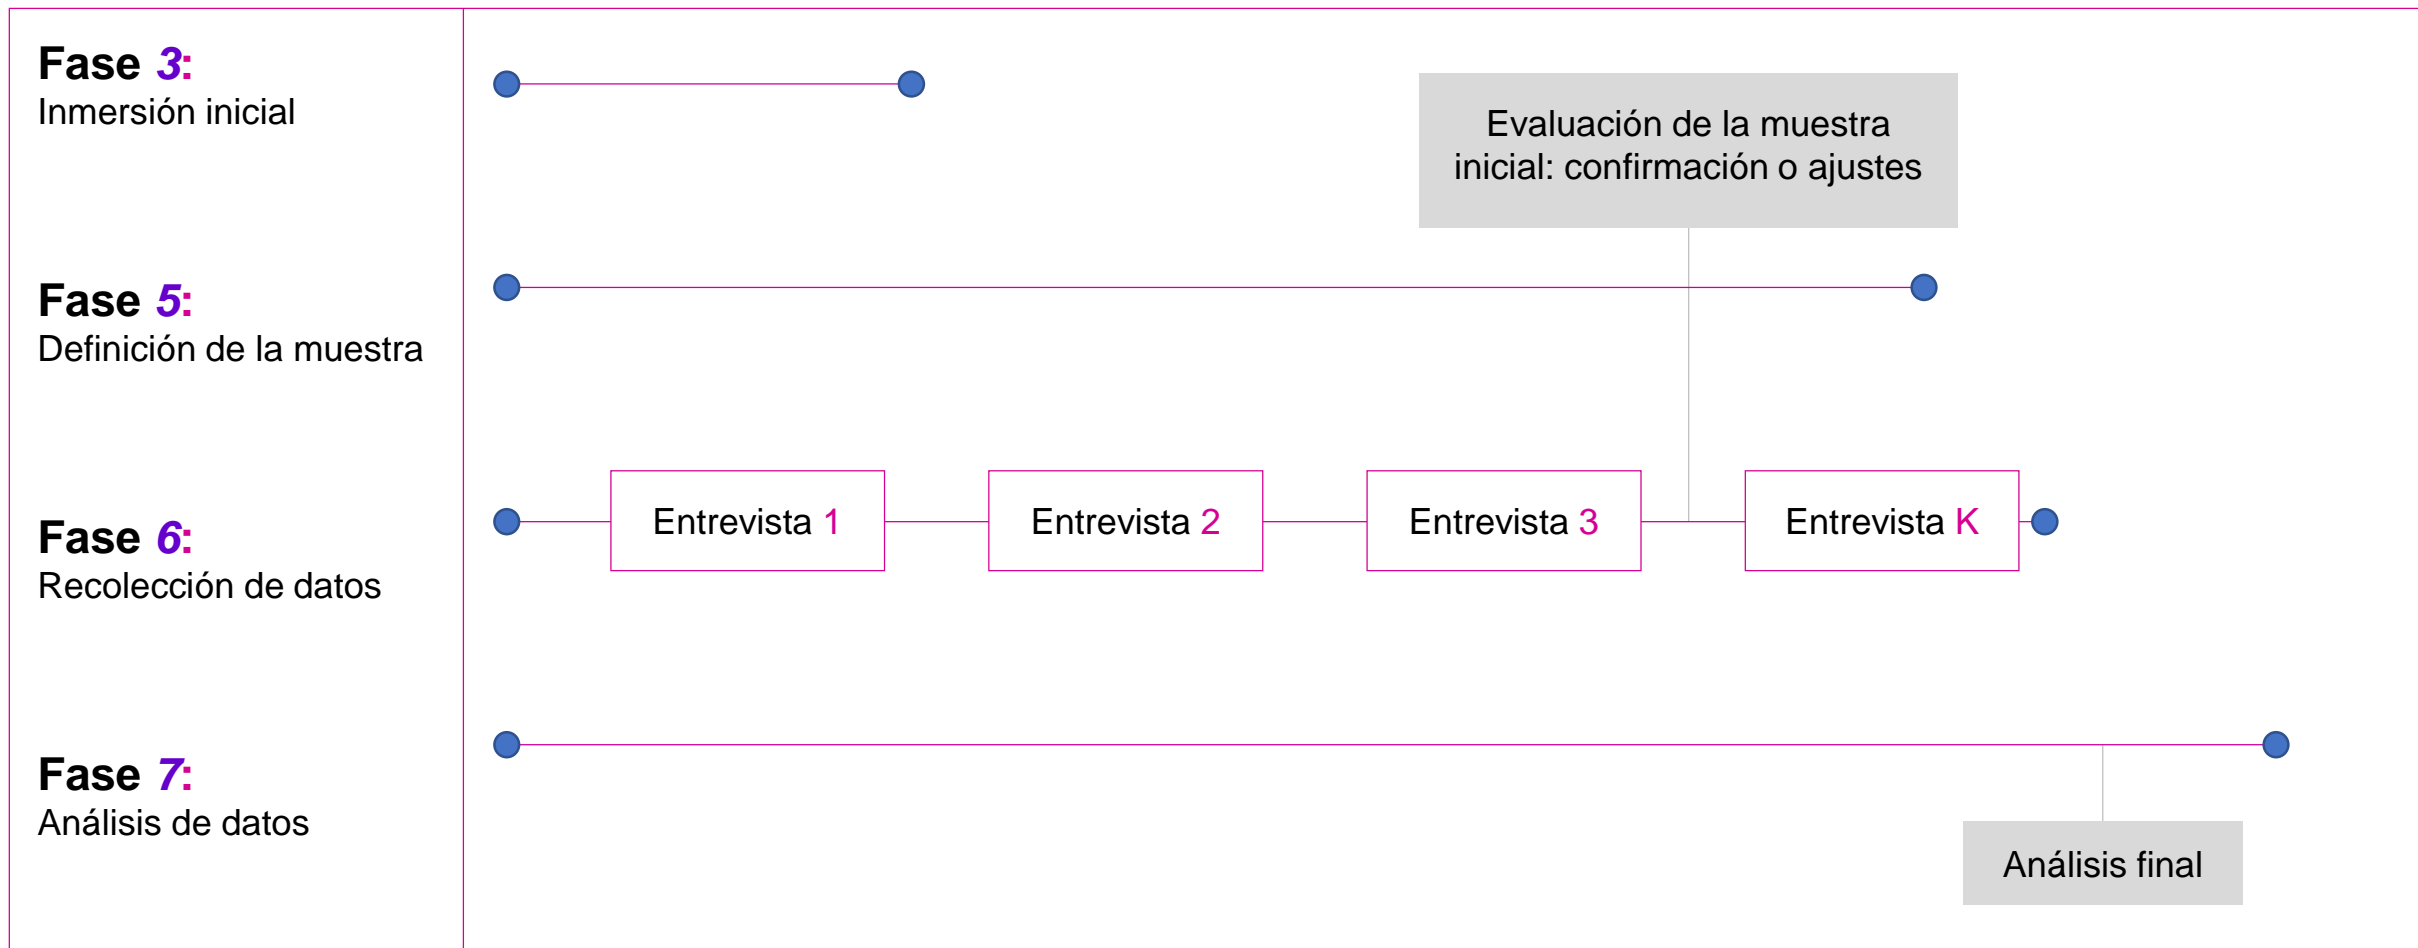 Fase 3:
Inmersión inicial
Evaluación de la muestra
inicial: confirmación o ajustes
Fase 5:
Definición de la muestra
Fase 6:
Recolección de datos
Entrevista 1
Entrevista 2
Entrevista 3
Entrevista K
Fase 7:
Análisis de datos
Análisis final